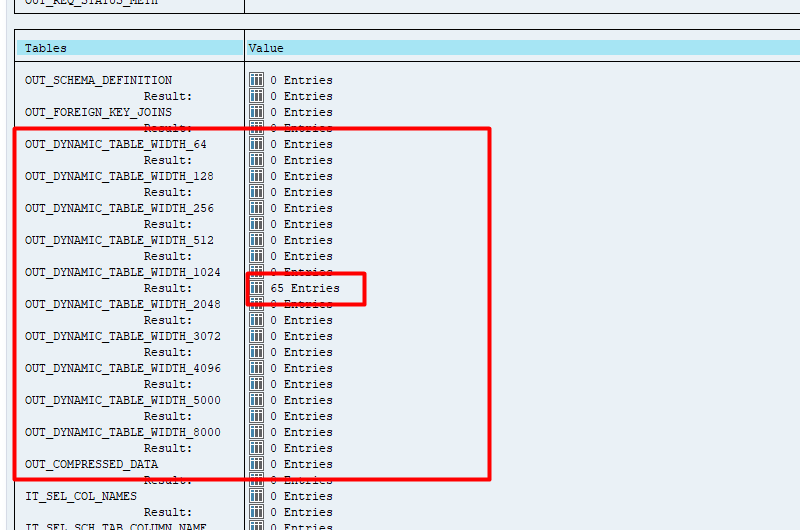 OUT_REQ_STATUS_METH
Tables Value
OUT_SCHEMA_DEFINITION 0 Entries
Result: 0 Entries
OUT_FOREIGN_KEY_JOINS 0 Entries
Result: 0 Entries
OUT_DYNAMIC_TABLE_WIDTH_64 0 Entries
Result: 0 Entries
OUT_DYNAMIC_TABLE_WIDTH_128 0 Entries
Result: 0 Entries
OUT_DYNAMIC_TABLE_WIDTH_256 0 Entries
Result: 0 Entries
OUT_DYNAMIC_TABLE_WIDTH_512 0 Entries
Result: 0 Entries
OUT_DYNAMIC_TABLE_WIDTH_1024 0 Entries
Result: 65 Entries
OUT_DYNAMIC_TABLE_WIDTH_2048 0 Entries
Result: 0 Entries
OUT_DYNAMIC_TABLE_WIDTH_3072 0 Entries
Result: 0 Entries
OUT_DYNAMIC_TABLE_WIDTH_4096 0 Entries
Result: 0 Entries
OUT_DYNAMIC_TABLE_WIDTH_5000 0 Entries
Result: 0 Entries
OUT_DYNAMIC_TABLE_WIDTH_8000 0 Entries
Result: 0 Entries
OUT_COMPRESSED_DATA 0 Entries
Result: 0 Entries
IT_SEL_COL_NAMES 0 Entries
Result: 0 Entries
IT_SEL_SCH_TAB_COLUMN_NAME 0 Entries